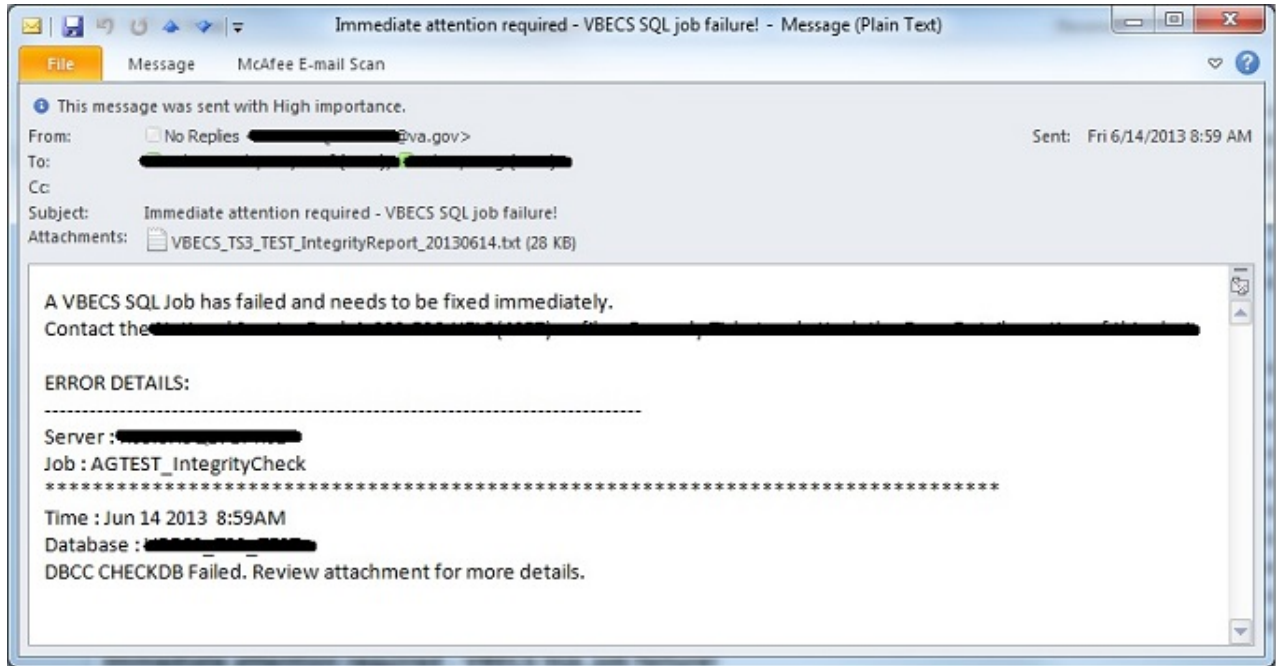 Immediate attention required - VBECS SQL job failure! - Message (Plain Text)
File Message McAfee E-mail Scan
This message was sent with High importance.
From: No Replies @va.gov> Sent: Fri 6/14/2013 8:59 AM
To:
Cc:
Subject: Immediate attention required - VBECS SQL job failure!
Attachments: VBECS_TS3_TEST_IntegrityReport_20130614.txt (28 KB)
A VBECS SQL Job has failed and needs to be fixed immediately.
Contact the
ERROR DETAILS:
--------------------------------------------------------------------------------
Server :
Job : AGTEST_IntegrityCheck
************************************************************************************
Time : Jun 14 2013 8:59AM
Database :
DBCC CHECKDB Failed. Review attachment for more details.